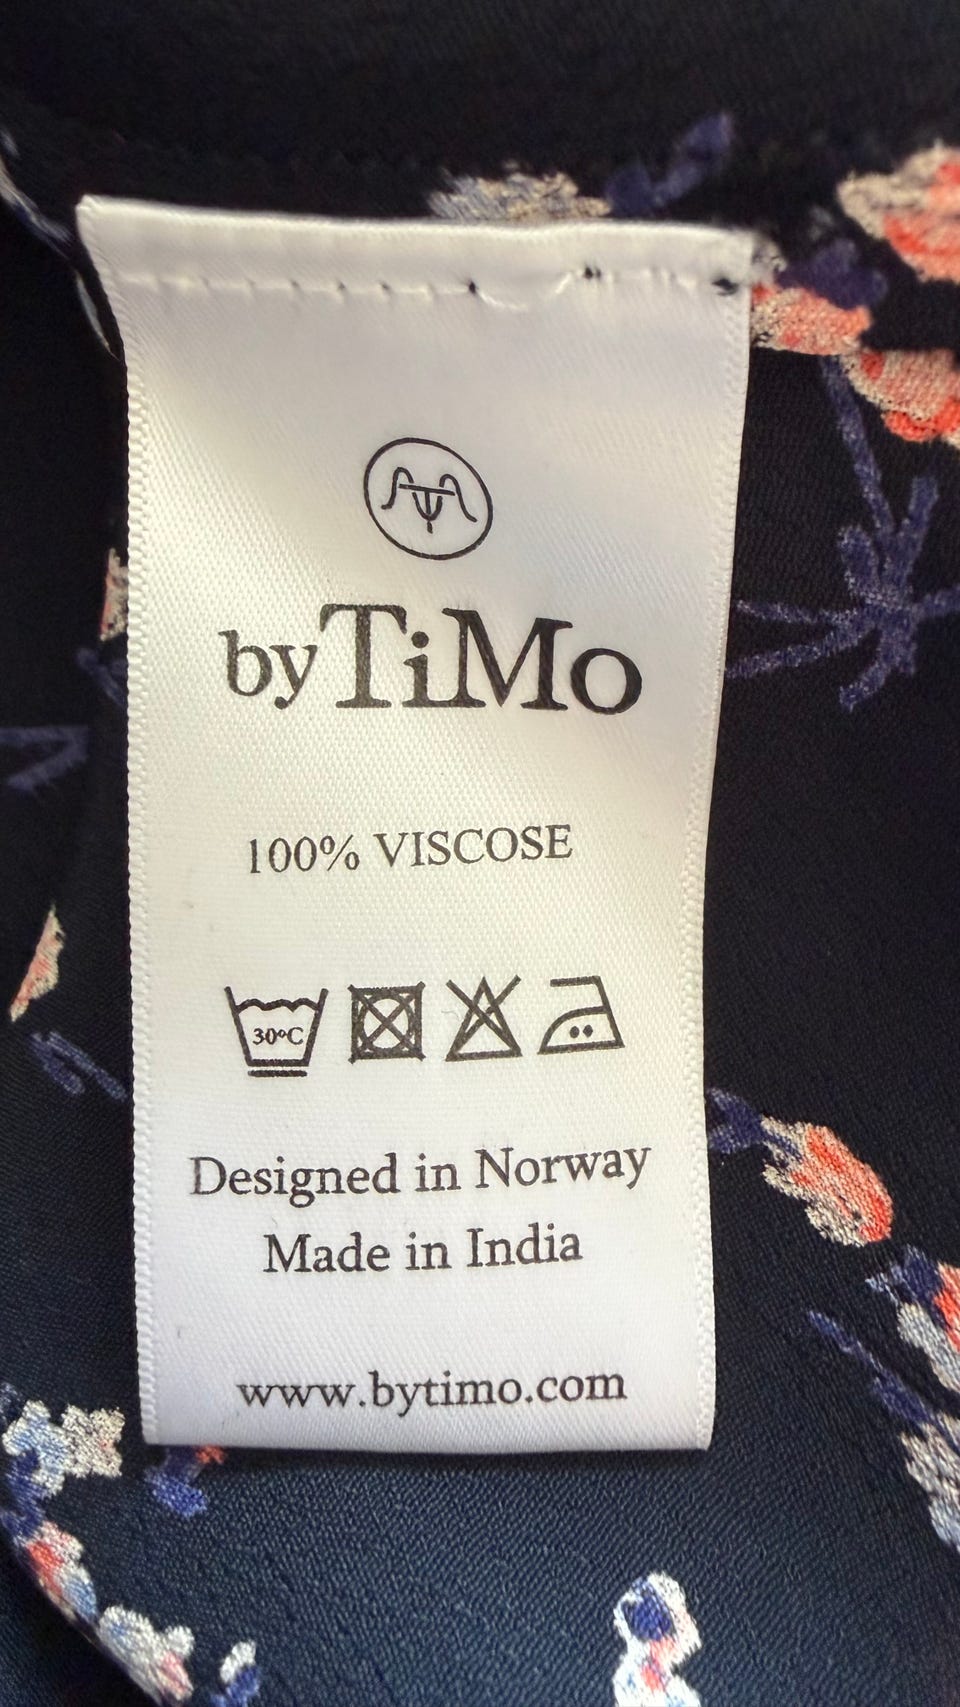 byTiMo
100% VISCOSE
30°C
Designed in Norway
Made in India
www.bytimo.com